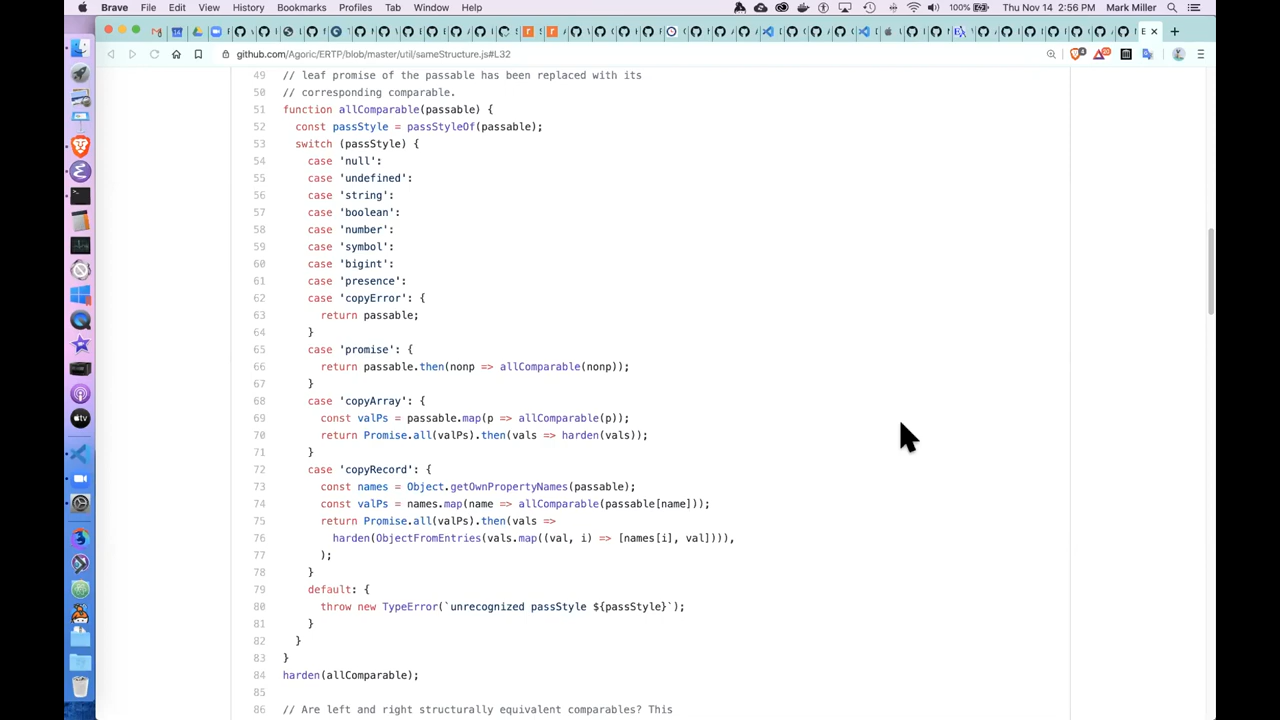 Brave File Edit View History Bookmarks Profiles Tab Window Help 100% Thu Nov 14 2:56 PM Mark Miller
github.com/Agoric/ERTP/blob/master/util/sameStructure.js#L32
49 // leaf promise of the passable has been replaced with its
50 // corresponding comparable.
51 function allComparable(passable) {
52 const passStyle = passStyleOf(passable);
53 switch (passStyle) {
54 case 'null':
55 case 'undefined':
56 case 'string':
57 case 'boolean':
58 case 'number':
59 case 'symbol':
60 case 'bigint':
61 case 'presence':
62 case 'copyError': {
63 return passable;
64 }
65 case 'promise': {
66 return passable.then(nonp => allComparable(nonp));
67 }
68 case 'copyArray': {
69 const valPs = passable.map(p => allComparable(p));
70 return Promise.all(valPs).then(vals => harden(vals));
71 }
72 case 'copyRecord': {
73 const names = Object.getOwnPropertyNames(passable);
74 const valPs = names.map(name => allComparable(passable[name]));
75 return Promise.all(valPs).then(vals =>
76 harden(ObjectFromEntries(vals.map((val, i) => [names[i], val]))),
77 );
78 }
79 default: {
80 throw new TypeError(`unrecognized passStyle ${passStyle}`);
81 }
82 }
83 }
84 harden(allComparable);
85
86 // Are left and right structurally equivalent comparables? This